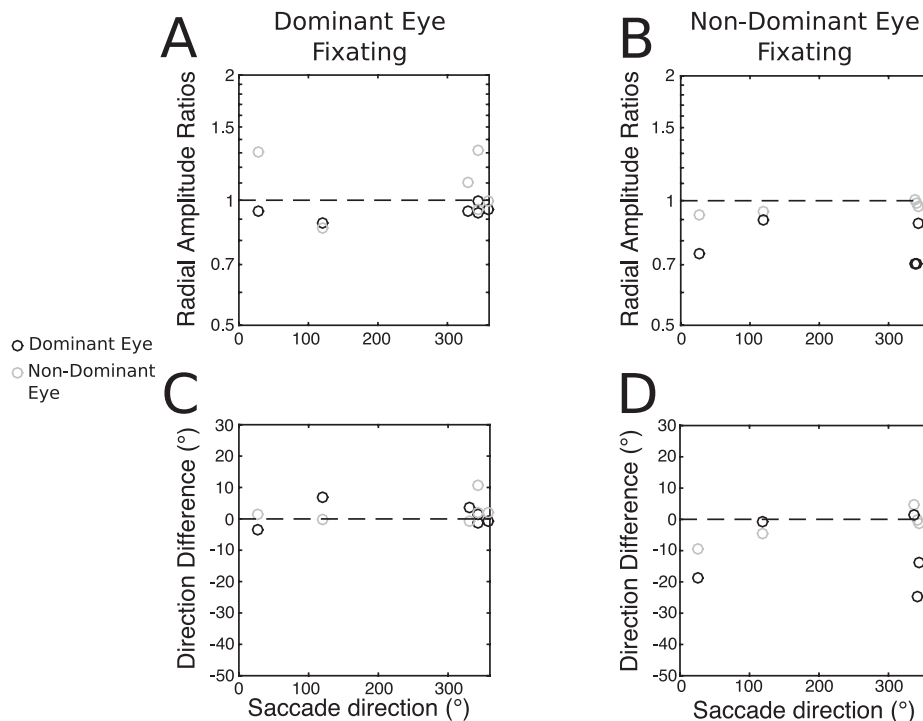 A
Dominant Eye
Fixating
B
Non-Dominant Eye
Fixating
Radial Amplitude Ratios
2
1.5
1
0.7
0.5
0
100
200
300
Radial Amplitude Ratios
2
1.5
1
0.7
0.5
0
100
200
300
Dominant Eye
Non-Dominant
Eye
C
Direction Difference (°)
30
20
10
0
-10
-20
-30
-40
-50
0
100
200
300
Saccade direction (°)
D
Direction Difference (°)
30
20
10
0
-10
-20
-30
-40
-50
0
100
200
300
Saccade direction (°)